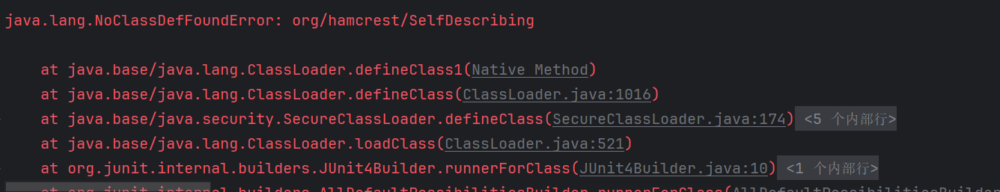 java.lang.NoClassDefFoundError: org/hamcrest/SelfDescribing
at java.base/java.lang.ClassLoader.defineClass1(Native Method)
at java.base/java.lang.ClassLoader.defineClass(ClassLoader.java:1016)
at java.base/java.security.SecureClassLoader.defineClass(SecureClassLoader.java:174) <5 个内部行>
at java.base/java.lang.ClassLoader.loadClass(ClassLoader.java:521)
at org.junit.internal.builders.JUnit4Builder.runnerForClass(JUnit4Builder.java:10) <1 个内部行>
at org.junit.internal.builders.AllDefaultPossibilitiesBuilder.runnerForClass(AllDefaultPossibilitiesBuilder